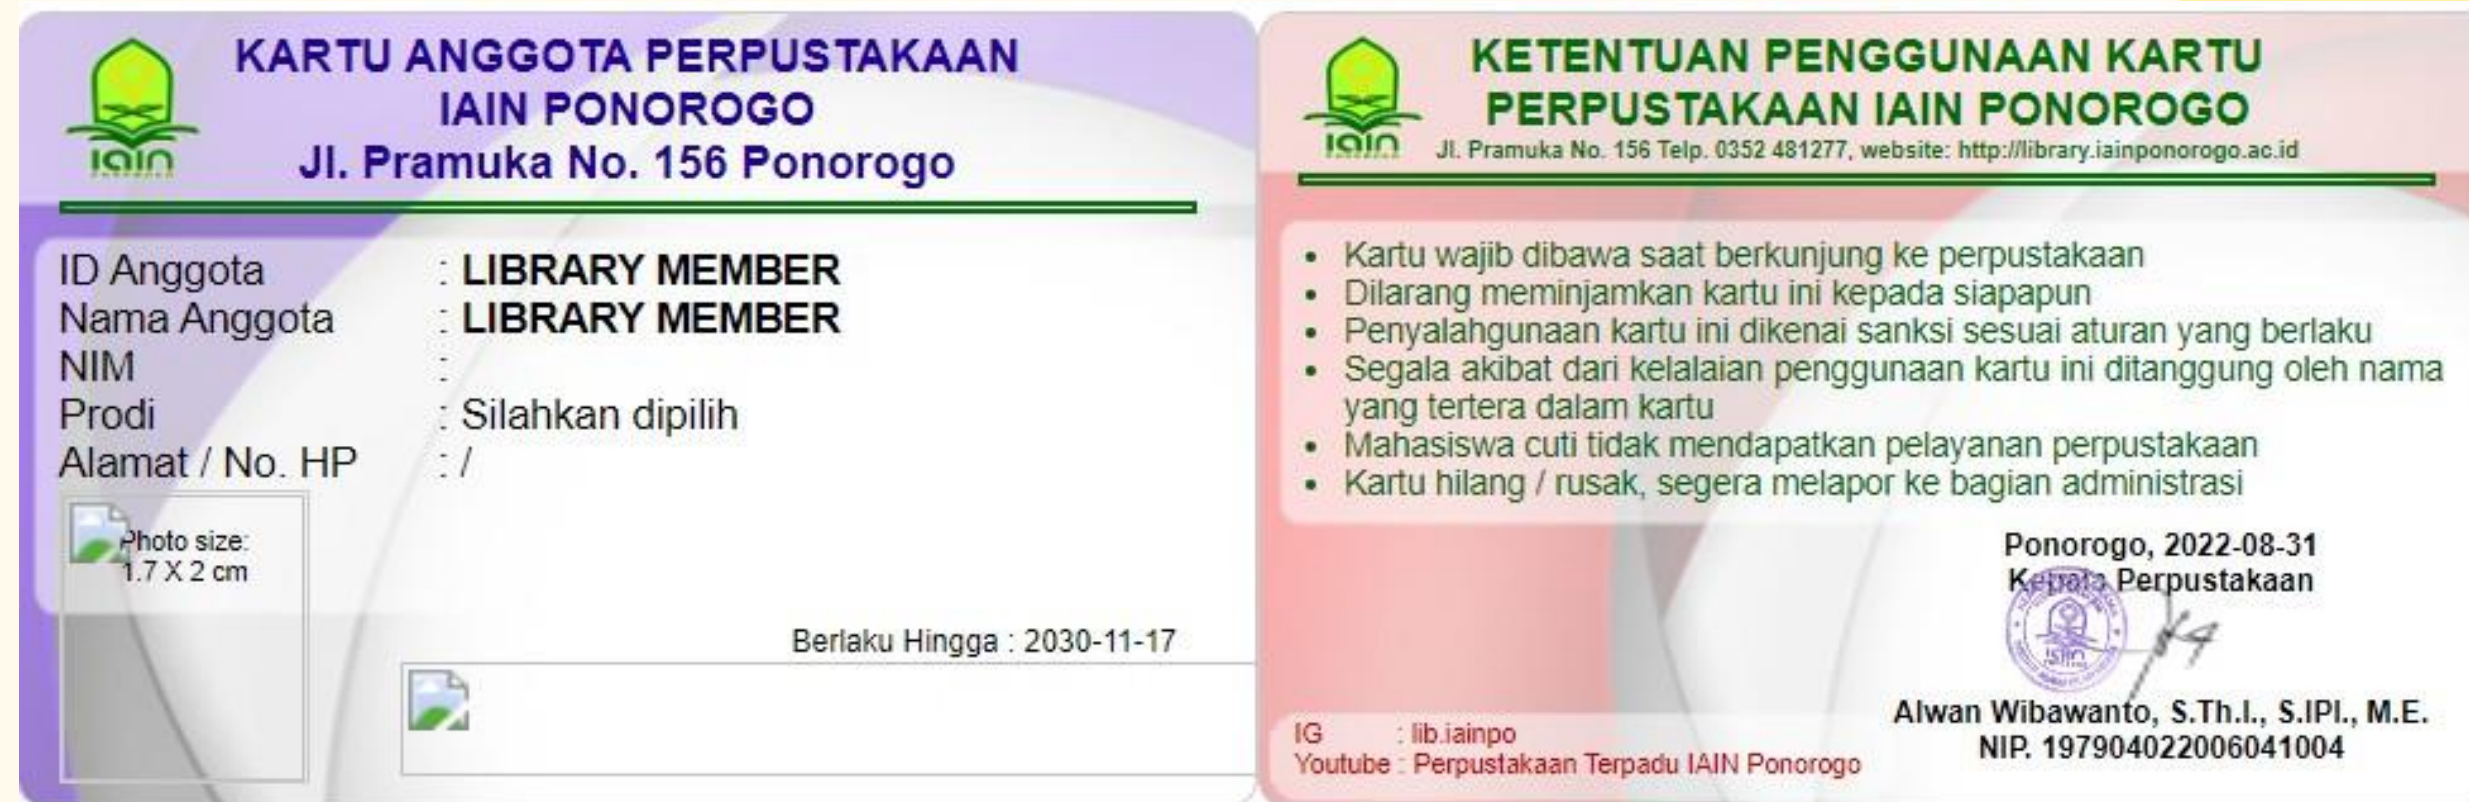 iain
KARTU ANGGOTA PERPUSTAKAAN
IAIN PONOROGO
Jl. Pramuka No. 156 Ponorogo
ID Anggota : LIBRARY MEMBER
Nama Anggota : LIBRARY MEMBER
NIM :
Prodi : Silahkan dipilih
Alamat / No. HP : /
Photo size:
1.7 X 2 cm
Berlaku Hingga : 2030-11-17
iain
KETENTUAN PENGGUNAAN KARTU
PERPUSTAKAAN IAIN PONOROGO
Jl. Pramuka No. 156 Telp. 0352 481277, website: http://library.iainponorogo.ac.id
• Kartu wajib dibawa saat berkunjung ke perpustakaan
• Dilarang meminjamkan kartu ini kepada siapapun
• Penyalahgunaan kartu ini dikenai sanksi sesuai aturan yang berlaku
• Segala akibat dari kelalaian penggunaan kartu ini ditanggung oleh nama
yang tertera dalam kartu
• Mahasiswa cuti tidak mendapatkan pelayanan perpustakaan
• Kartu hilang / rusak, segera melapor ke bagian administrasi
Ponorogo, 2022-08-31
Kepala Perpustakaan
iain
Alwan Wibawanto, S.Th.I., S.IPI., M.E.
NIP. 197904022006041004
IG : lib.iainpo
Youtube : Perpustakaan Terpadu IAIN Ponorogo